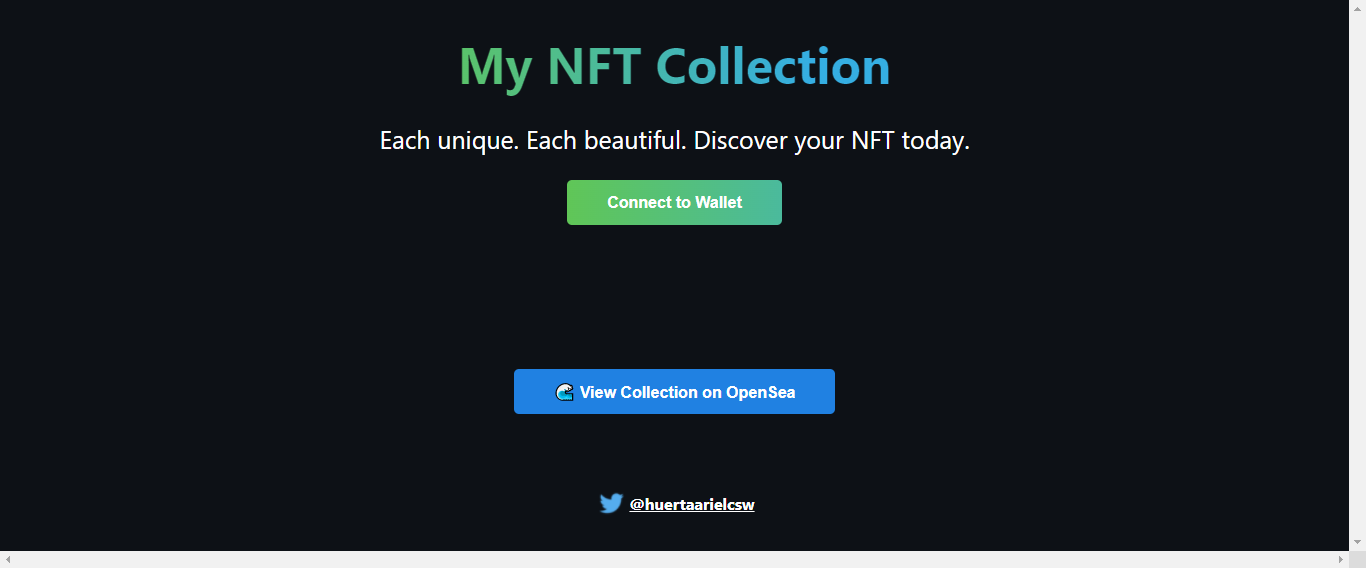 My NFT Collection
Each unique. Each beautiful. Discover your NFT today.
Connect to Wallet
🌊 View Collection on OpenSea
@huertaarielcsw